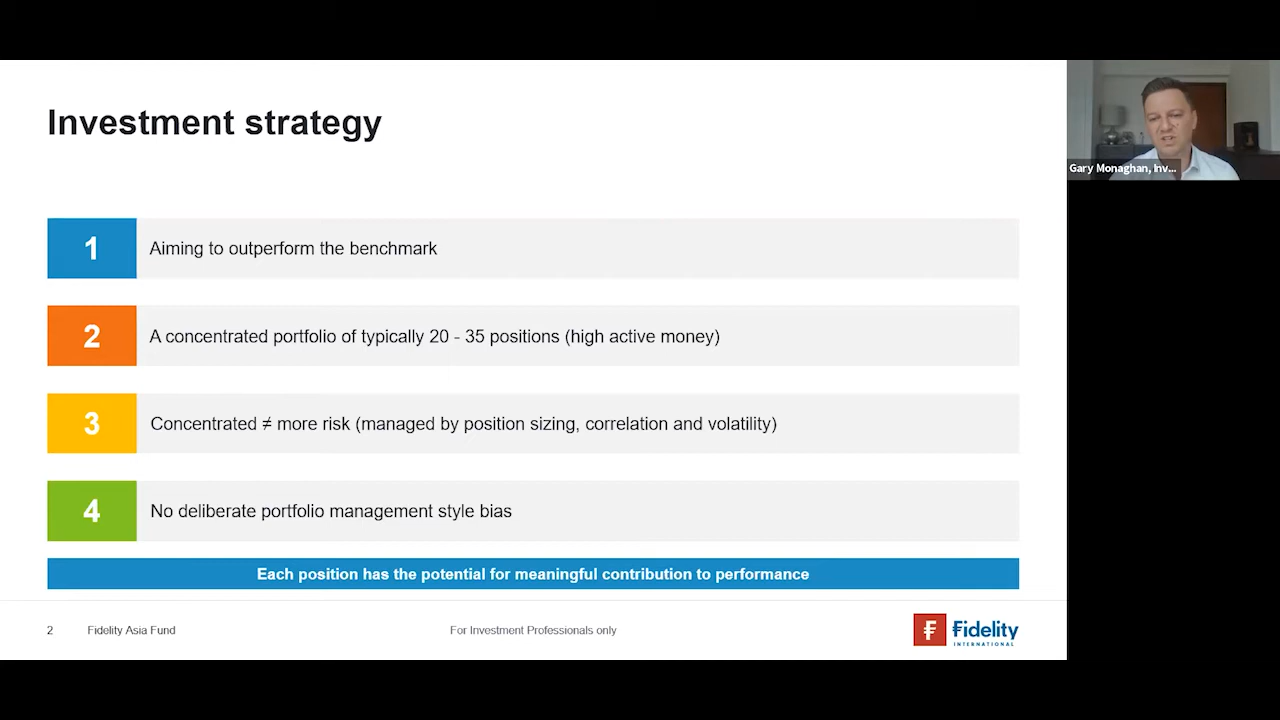 Investment strategy
1
Aiming to outperform the benchmark
2
A concentrated portfolio of typically 20 - 35 positions (high active money)
3
Concentrated ≠ more risk (managed by position sizing, correlation and volatility)
4
No deliberate portfolio management style bias
Each position has the potential for meaningful contribution to performance
2 Fidelity Asia Fund For Investment Professionals only
Fidelity
INTERNATIONAL
Gary Monaghan, Inv...